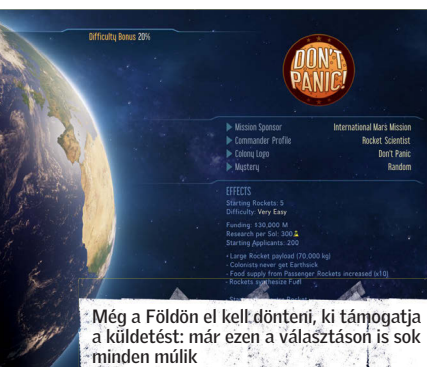 Difficulty Bonus 20%
DON'T
PANIC!
Mission Sponsor International Mars Mission
Commander Profile Rocket Scientist
Colony Logo Don't Panic
Mystery Random
EFFECTS
Starting Rockets: 5
Difficulty: Very Easy
Funding: $30,000 M
Research per Sol: 300
Starting Applicants: 200
- Large Rocket payload (70,000 kg)
- Colonists never get Earthsick
- Food supply from Passenger Rockets increased (x10)
- Rockets synthesize Fuel
Még a Földön el kell dönteni, ki támogatja
a küldetést: már ezen a választáson is sok
minden múlik